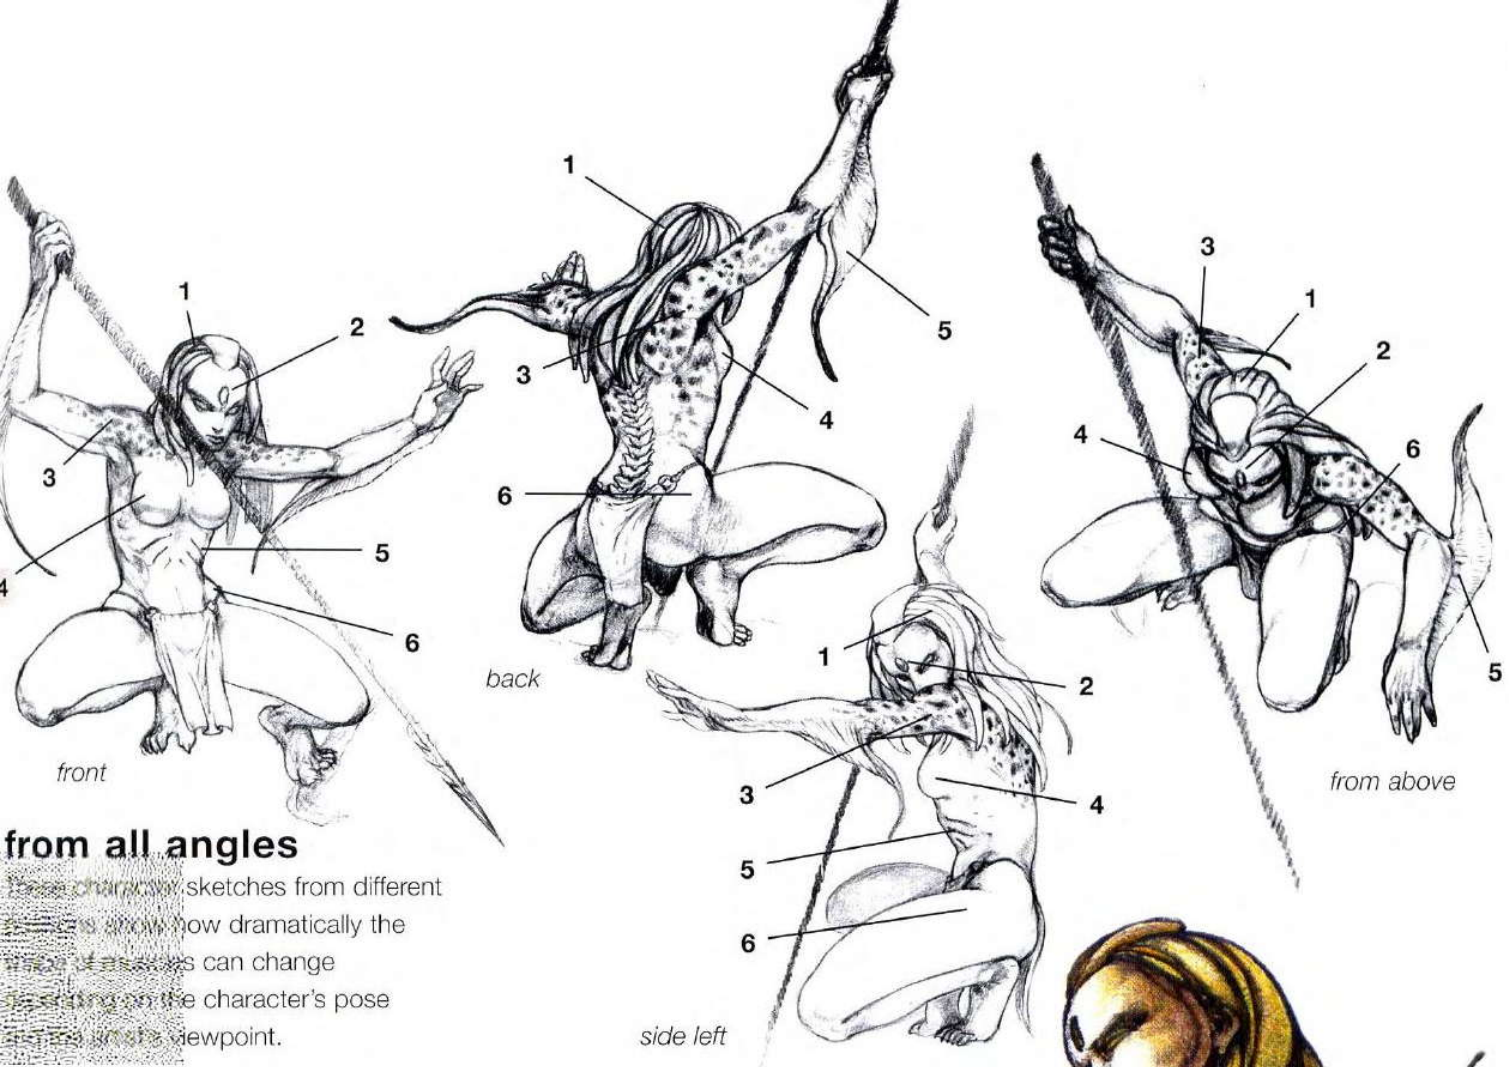 1
2
3
4
5
6
front
1
3
4
5
6
back
1
2
3
4
5
6
side left
3
1
2
4
6
5
from above
from all angles
sketches from different
how dramatically the
can change
the character's pose
viewpoint.